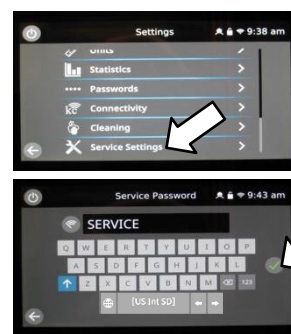 Settings 9:38 am
Units
Statistics
Passwords
Connectivity
Cleaning
Service Settings
Service Password 9:43 am
SERVICE
Q W E R T Y U I O P
A S D F G H J K L
Z X C V B N M 123
[US Int SD]